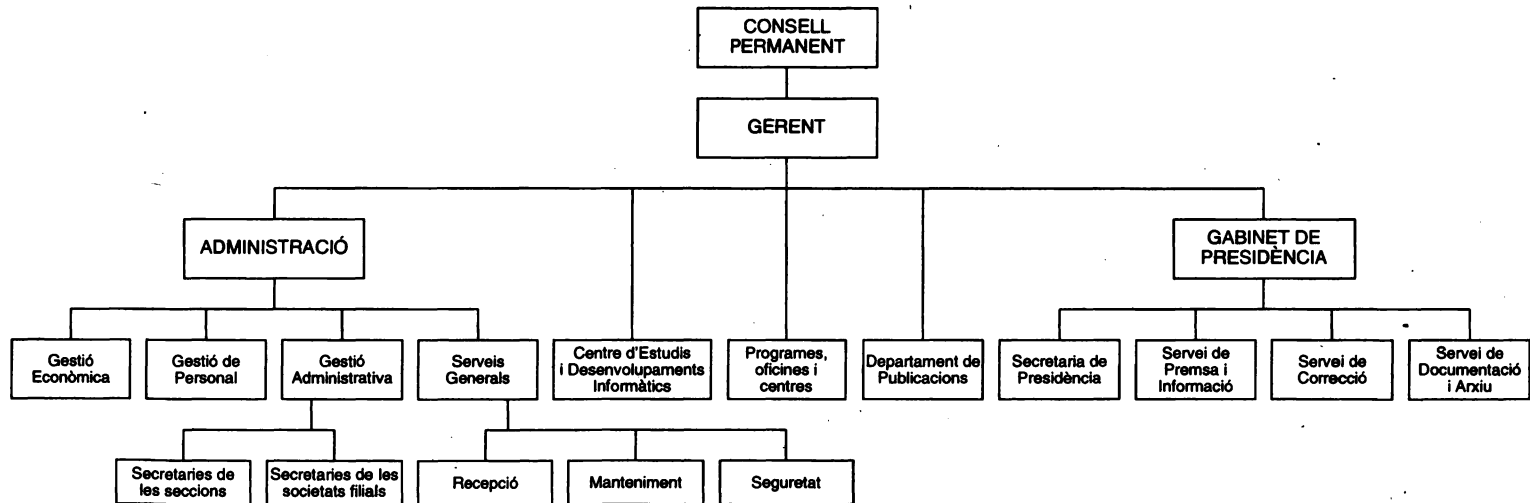 CONSELL
PERMANENT
GERENT
ADMINISTRACIÓ
GABINET DE
PRESIDÈNCIA
Gestió
Econòmica
Gestió de
Personal
Gestió
Administrativa
Serveis
Generals
Centre d'Estudis
i Desenvolupaments
Informàtics
Programes,
oficines i
centres
Departament de
Publicacions
Secretaria de
Presidència
Servei de
Premsa i
Informació
Servei de
Correcció
Servei de
Documentació
i Arxiu
Secretaries de
les seccions
Secretaries de les
societats filials
Recepció
Manteniment
Seguretat